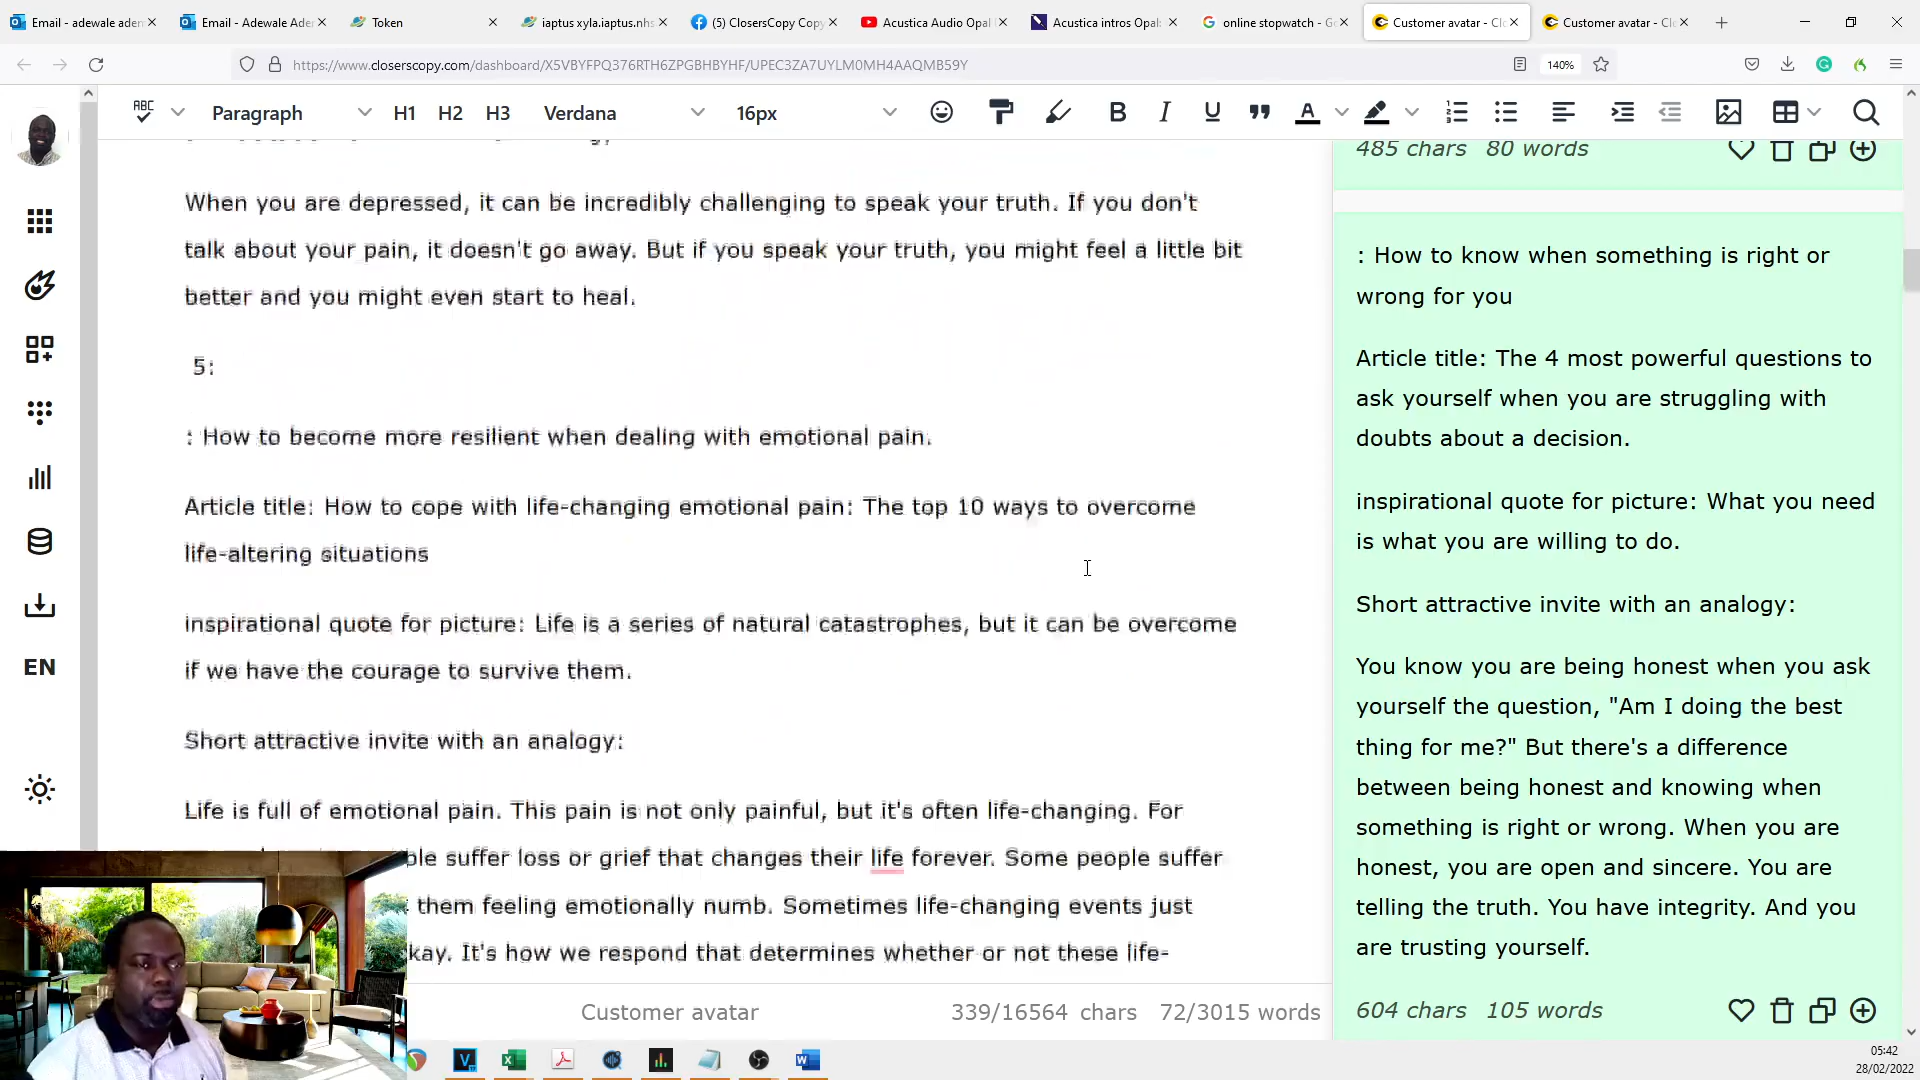 Email - adewale adem
Email - Adewale Ader
Token
iaptus xyla.iaptus.nhs
(5) ClosersCopy Copy
Acustica Audio Opal
Acustica intros Opal:
online stopwatch - Go
Customer avatar - Clo
Customer avatar - Clo
https://www.closerscopy.com/dashboard/X5VBYFPQ376RTH6ZPGBHBYHF/UPEC3ZA7UYLM0MH4AAQMB59Y
140%
ABC
Paragraph
H1 H2 H3
Verdana
16px
B I U A
When you are depressed, it can be incredibly challenging to speak your truth. If you don't
talk about your pain, it doesn't go away. But if you speak your truth, you might feel a little bit
better and you might even start to heal.
5:
: How to become more resilient when dealing with emotional pain.
Article title: How to cope with life-changing emotional pain: The top 10 ways to overcome
life-altering situations
inspirational quote for picture: Life is a series of natural catastrophes, but it can be overcome
if we have the courage to survive them.
Short attractive invite with an analogy:
Life is full of emotional pain. This pain is not only painful, but it's often life-changing. For
ple suffer loss or grief that changes their life forever. Some people suffer
them feeling emotionally numb. Sometimes life-changing events just
kay. It's how we respond that determines whether or not these life-
EN
Customer avatar
339/16564 chars 72/3015 words
485 chars 80 words
: How to know when something is right or
wrong for you
Article title: The 4 most powerful questions to
ask yourself when you are struggling with
doubts about a decision.
inspirational quote for picture: What you need
is what you are willing to do.
Short attractive invite with an analogy:
You know you are being honest when you ask
yourself the question, "Am I doing the best
thing for me?" But there's a difference
between being honest and knowing when
something is right or wrong. When you are
honest, you are open and sincere. You are
telling the truth. You have integrity. And you
are trusting yourself.
604 chars 105 words
05:42
28/02/2022